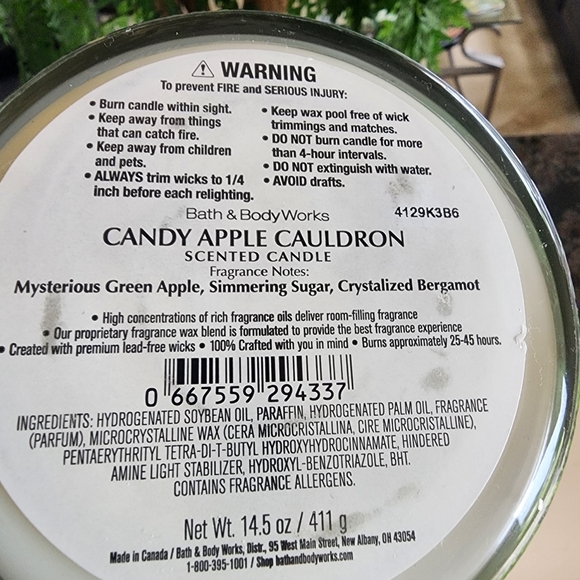 ⚠ WARNING
To prevent FIRE and SERIOUS INJURY:
• Burn candle within sight.
• Keep away from things
that can catch fire.
• Keep away from children
and pets.
• ALWAYS trim wicks to 1/4
inch before each relighting.
• Keep wax pool free of wick
trimmings and matches.
• DO NOT burn candle for more
than 4-hour intervals.
• DO NOT extinguish with water.
• AVOID drafts.
Bath & Body Works
4129K3B6
CANDY APPLE CAULDRON
SCENTED CANDLE
Fragrance Notes:
Mysterious Green Apple, Simmering Sugar, Crystalized Bergamot
• High concentrations of rich fragrance oils deliver room-filling fragrance
• Our proprietary fragrance wax blend is formulated to provide the best fragrance experience
• Created with premium lead-free wicks • 100% Crafted with you in mind • Burns approximately 25-45 hours.
0 667559 294337
INGREDIENTS: HYDROGENATED SOYBEAN OIL, PARAFFIN, HYDROGENATED PALM OIL, FRAGRANCE
(PARFUM), MICROCRYSTALLINE WAX (CERA MICROCRISTALLINA, CIRE MICROCRISTALLINE),
PENTAERYTHRITYL TETRA-DI-T-BUTYL HYDROXYHYDROCINNAMATE, HINDERED
AMINE LIGHT STABILIZER, HYDROXYL-BENZOTRIAZOLE, BHT.
CONTAINS FRAGRANCE ALLERGENS.
Net Wt. 14.5 oz / 411 g
Made in Canada / Bath & Body Works, Distr., 95 West Main Street, New Albany, OH 43054
1-800-395-1001 / Shop bathandbodyworks.com